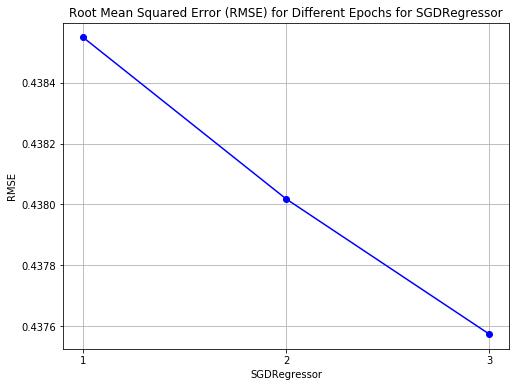 Root Mean Squared Error (RMSE) for Different Epochs for SGDRegressor
RMSE
0.4384
0.4382
0.4380
0.4378
0.4376
1 2 3
SGDRegressor